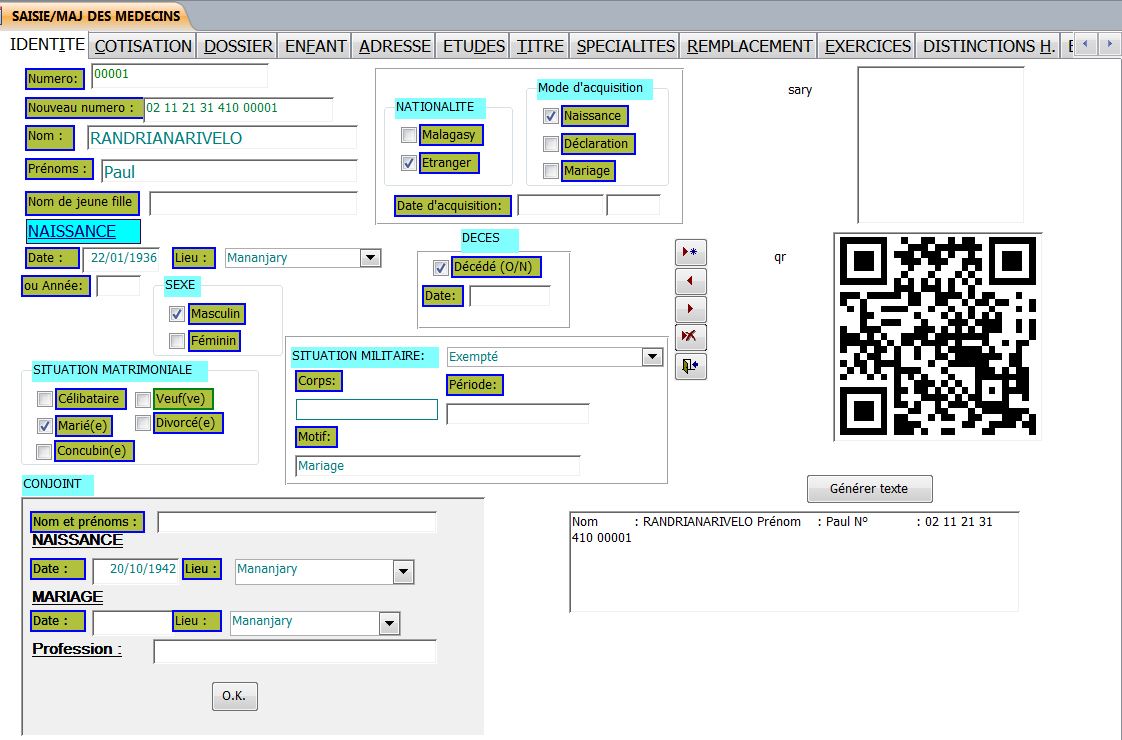 SAISIE/MAJ DES MEDECINS
IDENTITE COTISATION DOSSIER ENFANT ADRESSE ETUDES TITRE SPECIALITES REMPLACEMENT EXERCICES DISTINCTIONS H.
Numero: 00001
Nouveau numero : 02 11 21 31 410 00001
Nom : RANDRIANARIVELO
Prénoms : Paul
Nom de jeune fille
NAISSANCE
Date : 22/01/1936 Lieu : Mananjary
ou Année:
SEXE
Masculin
Féminin
SITUATION MATRIMONIALE
Célibataire Veuf(ve)
Marié(e) Divorcé(e)
Concubin(e)
NATIONALITE
Malagasy
Etranger
Mode d'acquisition
Naissance
Déclaration
Mariage
Date d'acquisition:
DECES
Décédé (O/N)
Date:
SITUATION MILITAIRE: Exempté
Corps: Période:
Motif:
Mariage
sary
qr
CONJOINT
Nom et prénoms :
NAISSANCE
Date : 20/10/1942 Lieu : Mananjary
MARIAGE
Date : Lieu : Mananjary
Profession :
O.K.
Générer texte
Nom : RANDRIANARIVELO Prénom : Paul N° : 02 11 21 31
410 00001